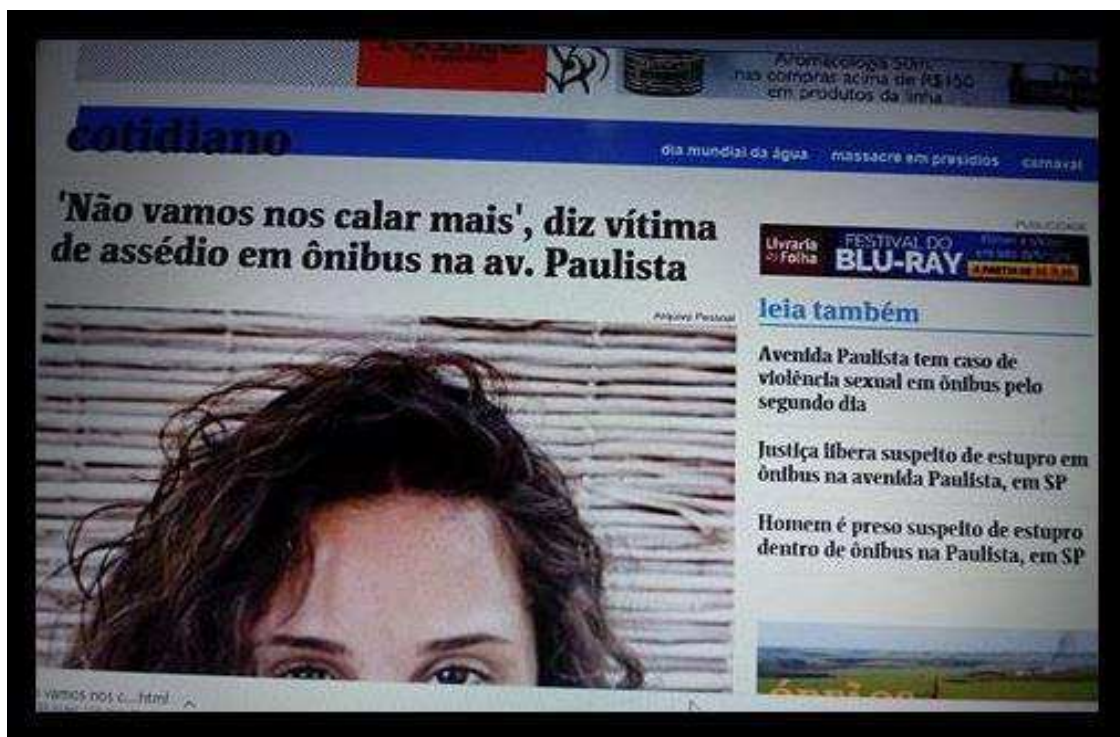 Aromacologia 50ml,
nas compras acima de R$150
em produtos da linha
cotidiano
dia mundial da água massacre em presídios carnaval
'Não vamos nos calar mais', diz vítima
de assédio em ônibus na av. Paulista
Arquivo Pessoal
PUBLICIDADE
Livraria
da Folha
FESTIVAL DO
BLU-RAY
A PARTIR DE
leia também
Avenida Paulista tem caso de
violência sexual em ônibus pelo
segundo dia
Justiça libera suspeito de estupro em
ônibus na avenida Paulista, em SP
Homem é preso suspeito de estupro
dentro de ônibus na Paulista, em SP
vamos nos c....html